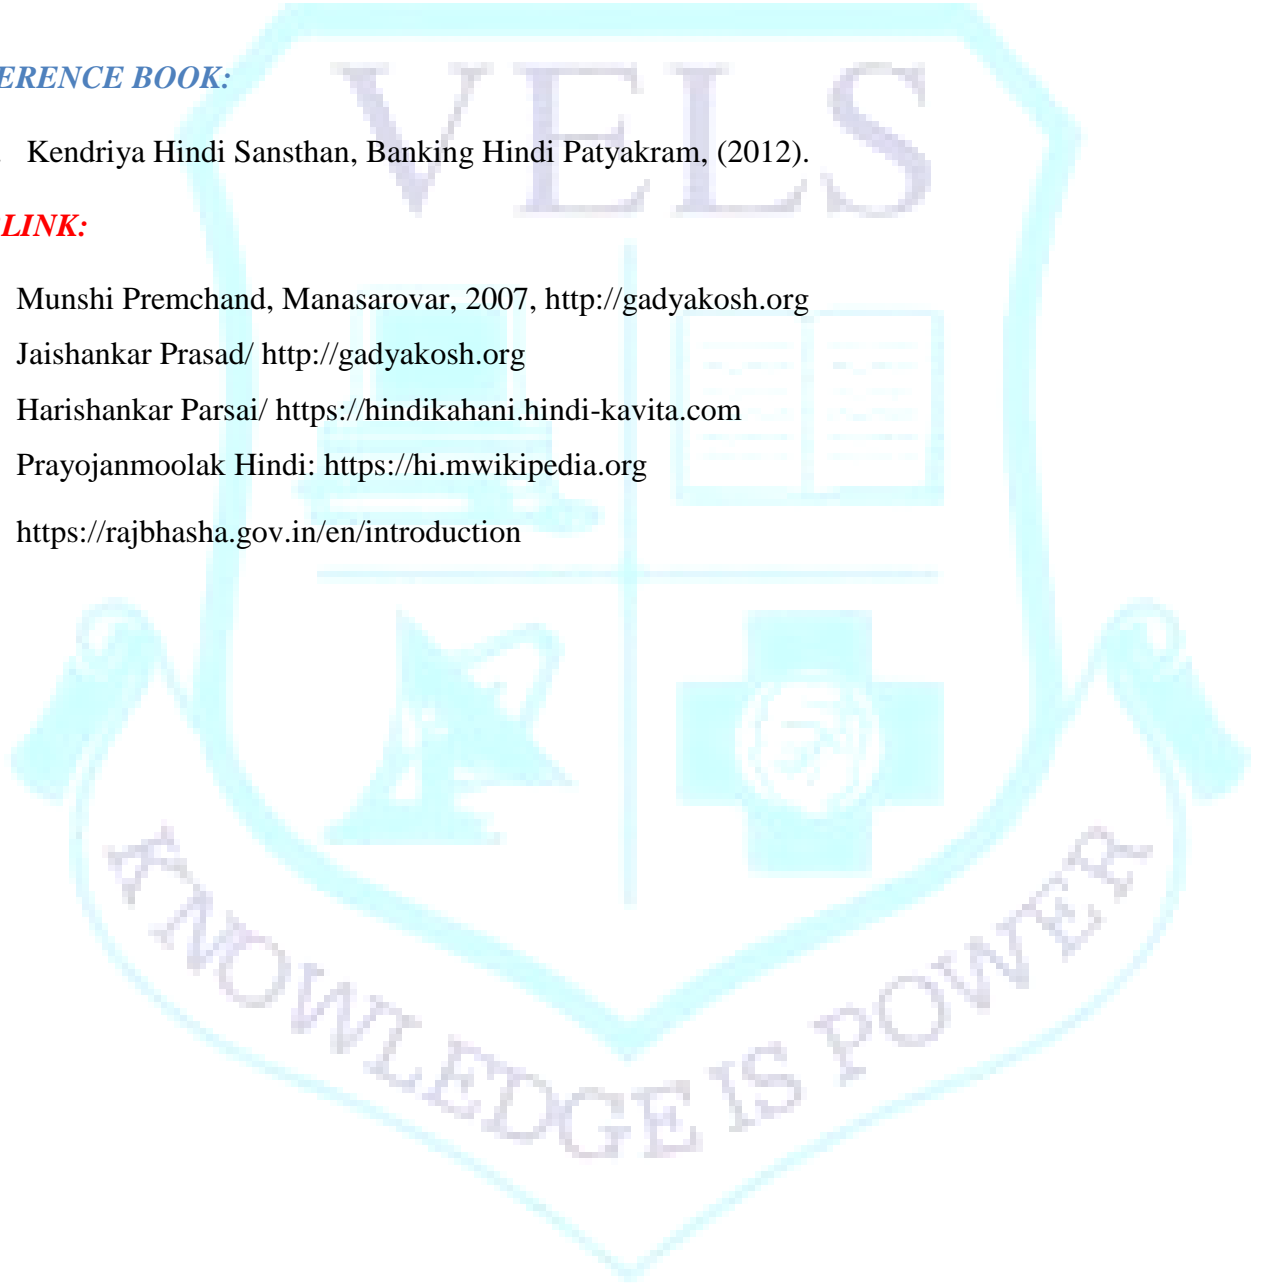 ERENCE BOOK:
Kendriya Hindi Sansthan, Banking Hindi Patyakram, (2012).
LINK:
Munshi Premchand, Manasarovar, 2007, http://gadyakosh.org
Jaishankar Prasad/ http://gadyakosh.org
Harishankar Parsai/ https://hindikahani.hindi-kavita.com
Prayojanmoolak Hindi: https://hi.mwikipedia.org
https://rajbhasha.gov.in/en/introduction
VELS
KNOWLEDGE IS POWER